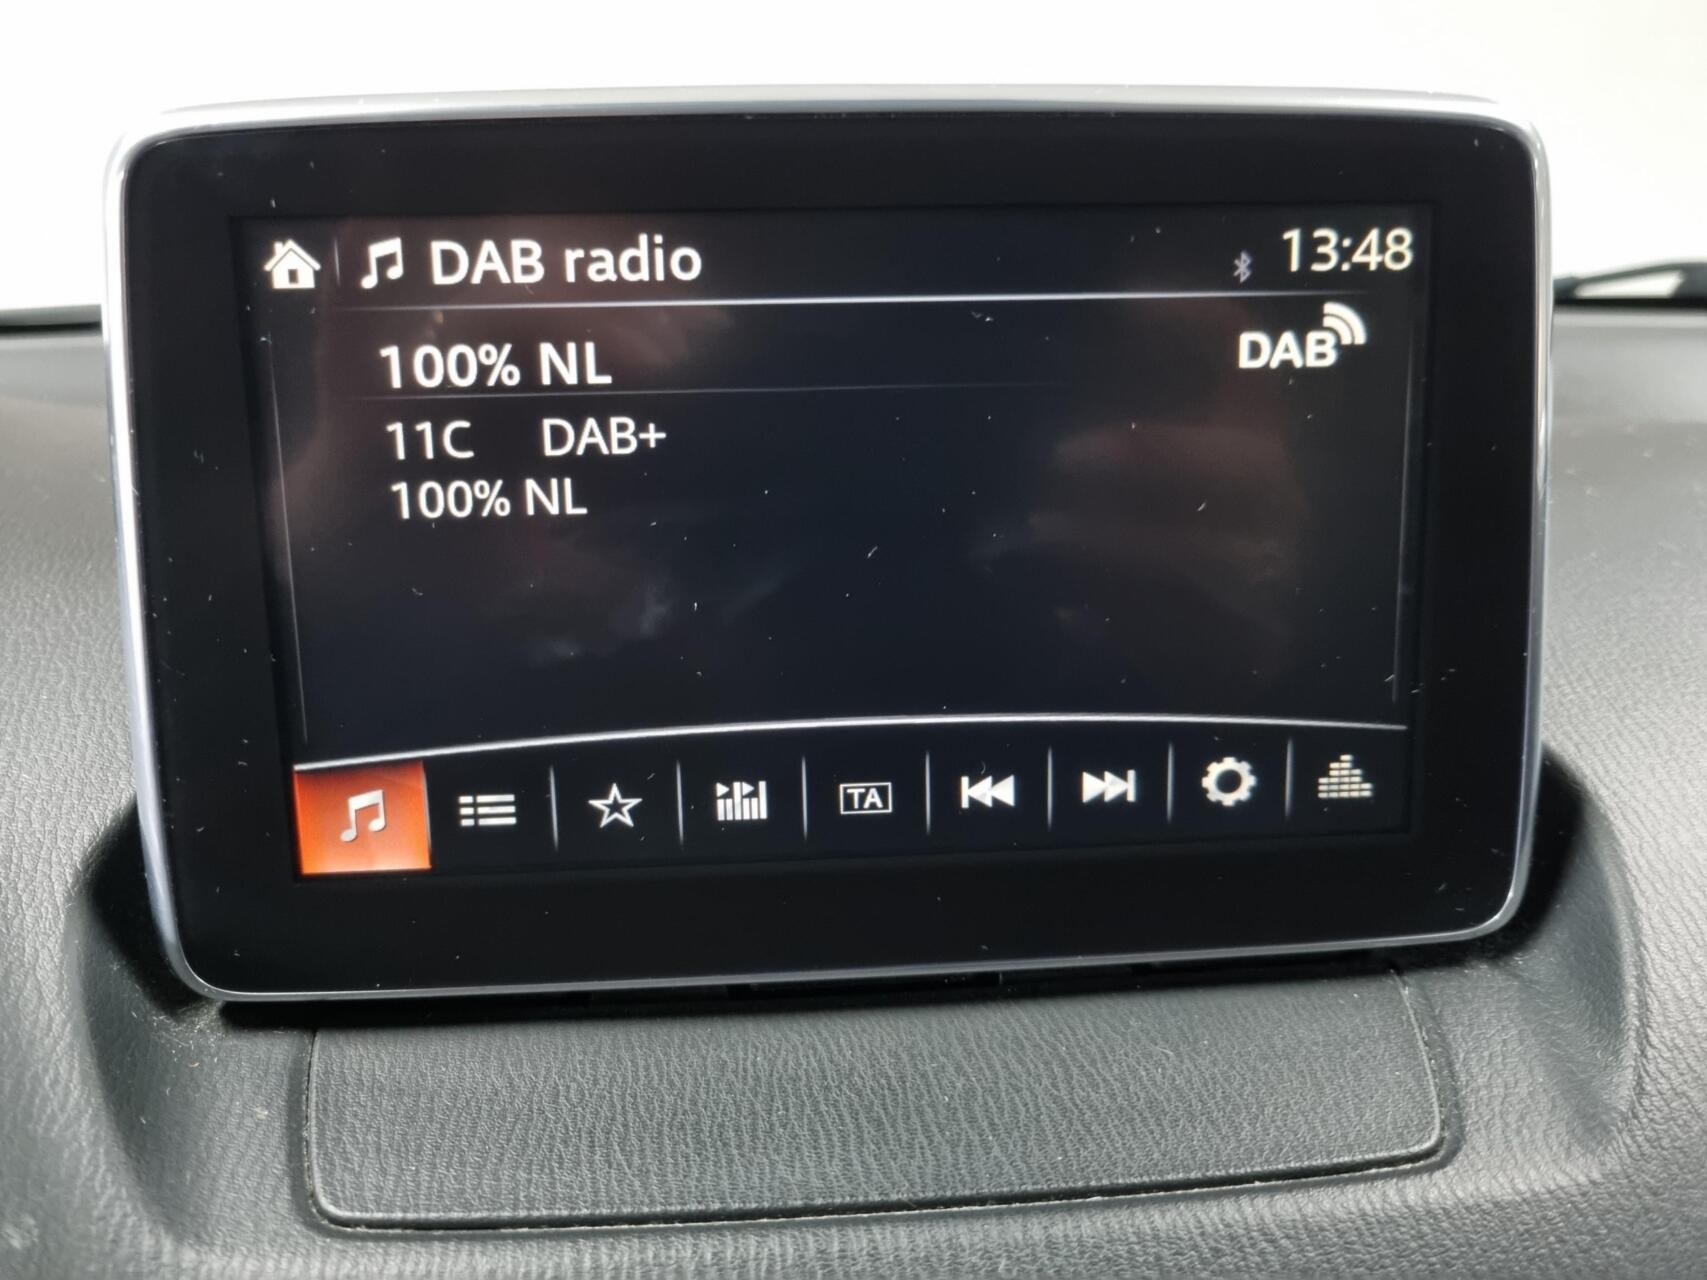 DAB radio
13:48
100% NL
DAB
11C DAB+
100% NL
TA